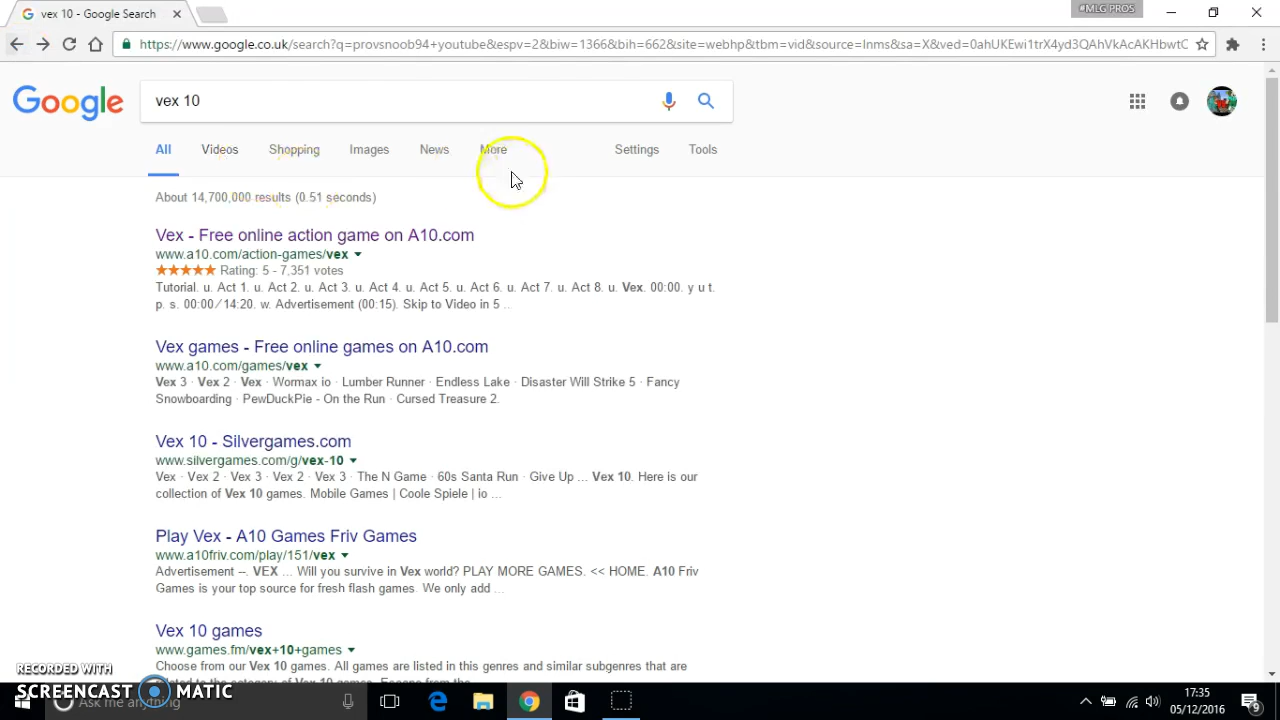 vex 10 - Google Search
#MLG PROS
https://www.google.co.uk/search?q=provsnoob94+youtube&espv=2&biw=1366&bih=662&site=webhp&tbm=vid&source=lnms&sa=X&ved=0ahUKEwi1trX4yd3QAhVkAcAKHbwtC
Google
vex 10
All Videos Shopping Images News More Settings Tools
About 14,700,000 results (0.51 seconds)
Vex - Free online action game on A10.com
www.a10.com/action-games/vex
Rating: 5 - 7,351 votes
Tutorial. u. Act 1. u. Act 2. u. Act 3. u. Act 4. u. Act 5. u. Act 6. u. Act 7. u. Act 8. u. Vex. 00:00. y u t.
p. s. 00:00 ⁄ 14:20. w. Advertisement (00:15). Skip to Video in 5 ...
Vex games - Free online games on A10.com
www.a10.com/games/vex
Vex 3 · Vex 2 · Vex · Wormax io · Lumber Runner · Endless Lake · Disaster Will Strike 5 · Fancy
Snowboarding · PewDuckPie - On the Run · Cursed Treasure 2.
Vex 10 - Silvergames.com
www.silvergames.com/g/vex-10
Vex · Vex 2 · Vex 3 · Vex 2 · Vex 3 · The N Game · 60s Santa Run · Give Up ... Vex 10. Here is our
collection of Vex 10 games. Mobile Games | Coole Spiele | io ...
Play Vex - A10 Games Friv Games
www.a10friv.com/play/151/vex
Advertisement --. VEX ... Will you survive in Vex world? PLAY MORE GAMES. << HOME. A10 Friv
Games is your top source for fresh flash games. We only add ...
Vex 10 games
www.games.fm/vex+10+games
Choose from our Vex 10 games. All games are listed in this genres and similar subgenres that are
RECORDED WITH
SCREENCAST MATIC
Ask me anything
17:35
05/12/2016
9